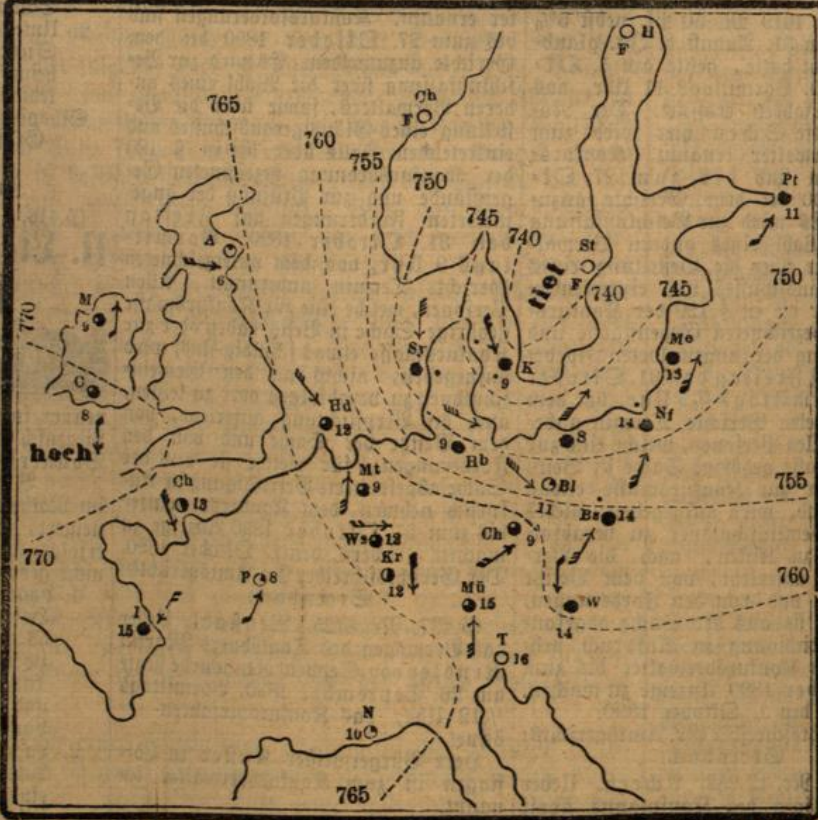 H
F
Ch
F
765
760
755
750
Pt
11
745
740
A
6
St
F
tief
740
745
750
770
M
9
C
8
hoch
K
9
Mo
13
Hd
12
Nf
14
S
9
Hb
Mt
9
Bl
11
755
Ch
13
Bs
14
Ws
12
Ch
9
770
Kr
12
P
8
Mü
15
W
14
760
I
15
T
16
N
10
765